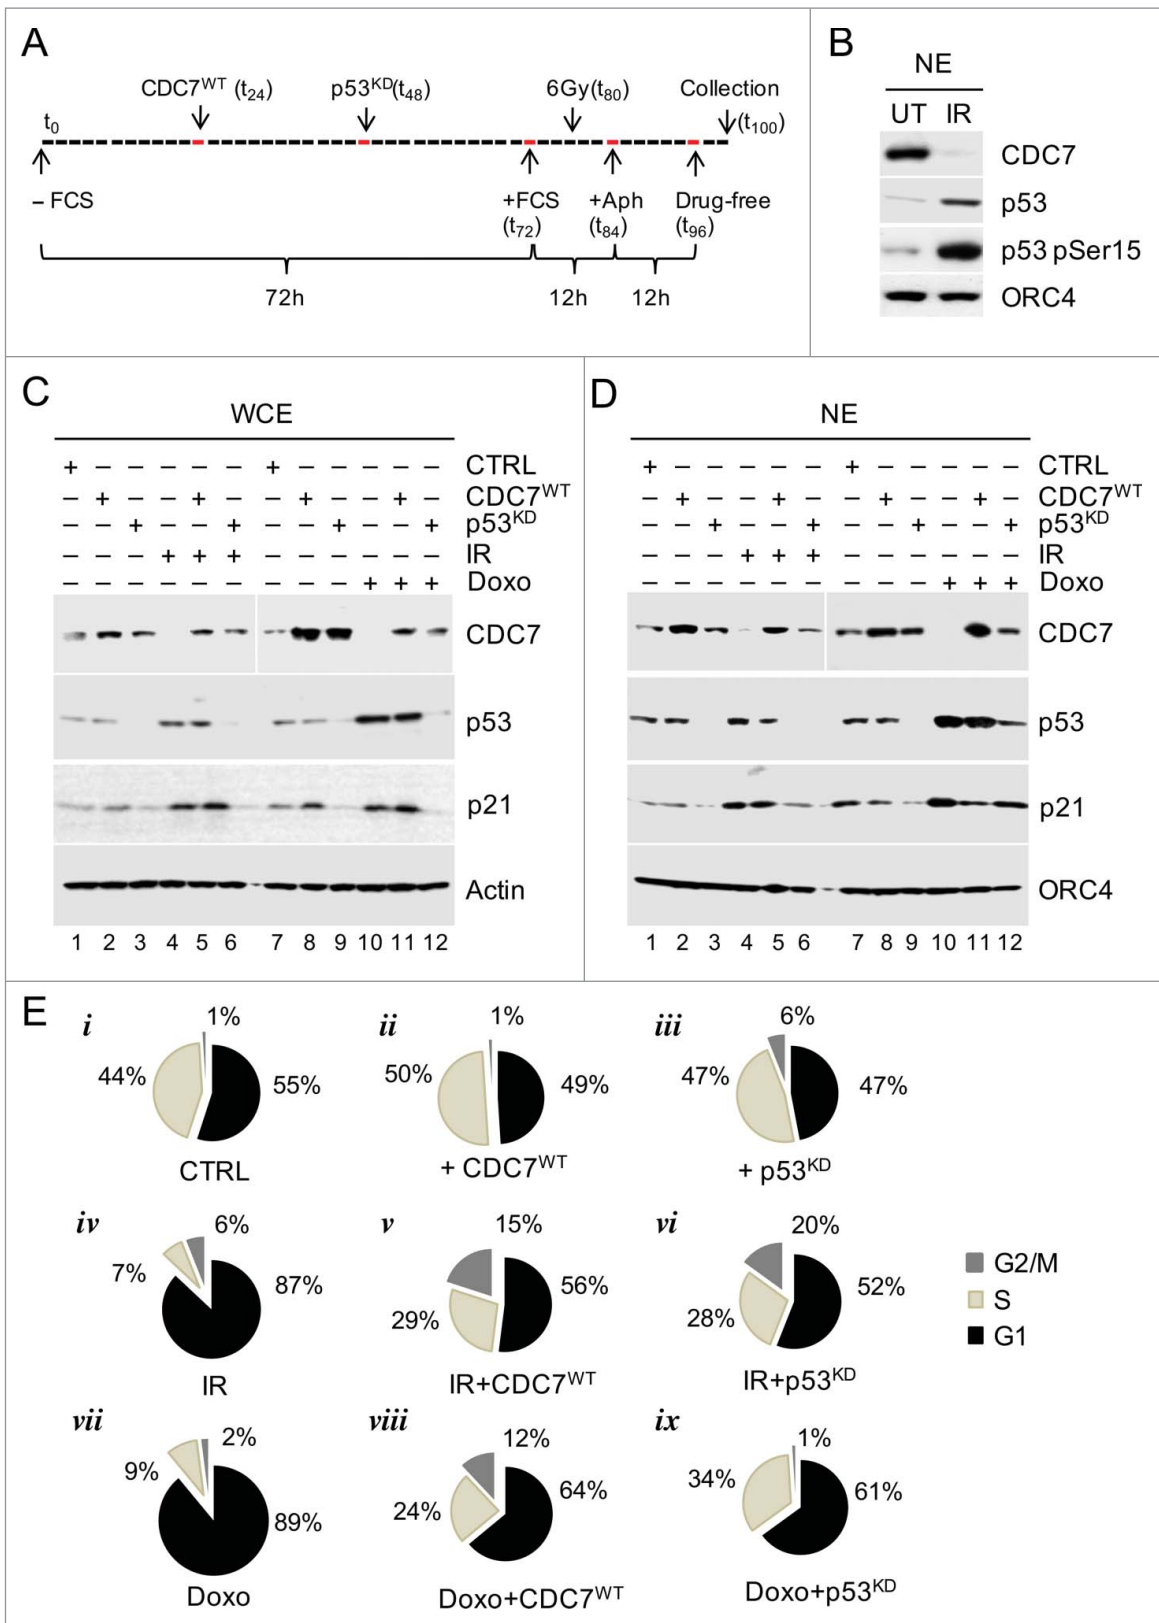 A
CDC7WT (t24) p53KD(t48) 6Gy(t80) Collection
t0 (t100)
– FCS +FCS +Aph Drug-free
(t72) (t84) (t96)
72h 12h 12h
B
NE
UT IR
CDC7
p53
p53 pSer15
ORC4
C
WCE
+ – – – – – + – – – – – CTRL
– + – – + – – + – – + – CDC7WT
– – + – – + – – + – – + p53KD
– – – + + + – – – – – – IR
– – – – – – – – – + + + Doxo
CDC7
p53
p21
Actin
1 2 3 4 5 6 7 8 9 10 11 12
D
NE
+ – – – – – + – – – – – CTRL
– + – – + – – + – – + – CDC7WT
– – + – – + – – + – – + p53KD
– – – + + + – – – – – – IR
– – – – – – – – – + + + Doxo
CDC7
p53
p21
ORC4
1 2 3 4 5 6 7 8 9 10 11 12
E
i 1% ii 1% iii 6%
44% 55% 50% 49% 47% 47%
CTRL + CDC7WT + p53KD
iv 6% v 15% vi 20%
7% 87% 29% 56% 28% 52%
IR IR+CDC7WT IR+p53KD
G2/M
S
G1
vii 2% viii 12% ix 1%
9% 89% 24% 64% 34% 61%
Doxo Doxo+CDC7WT Doxo+p53KD